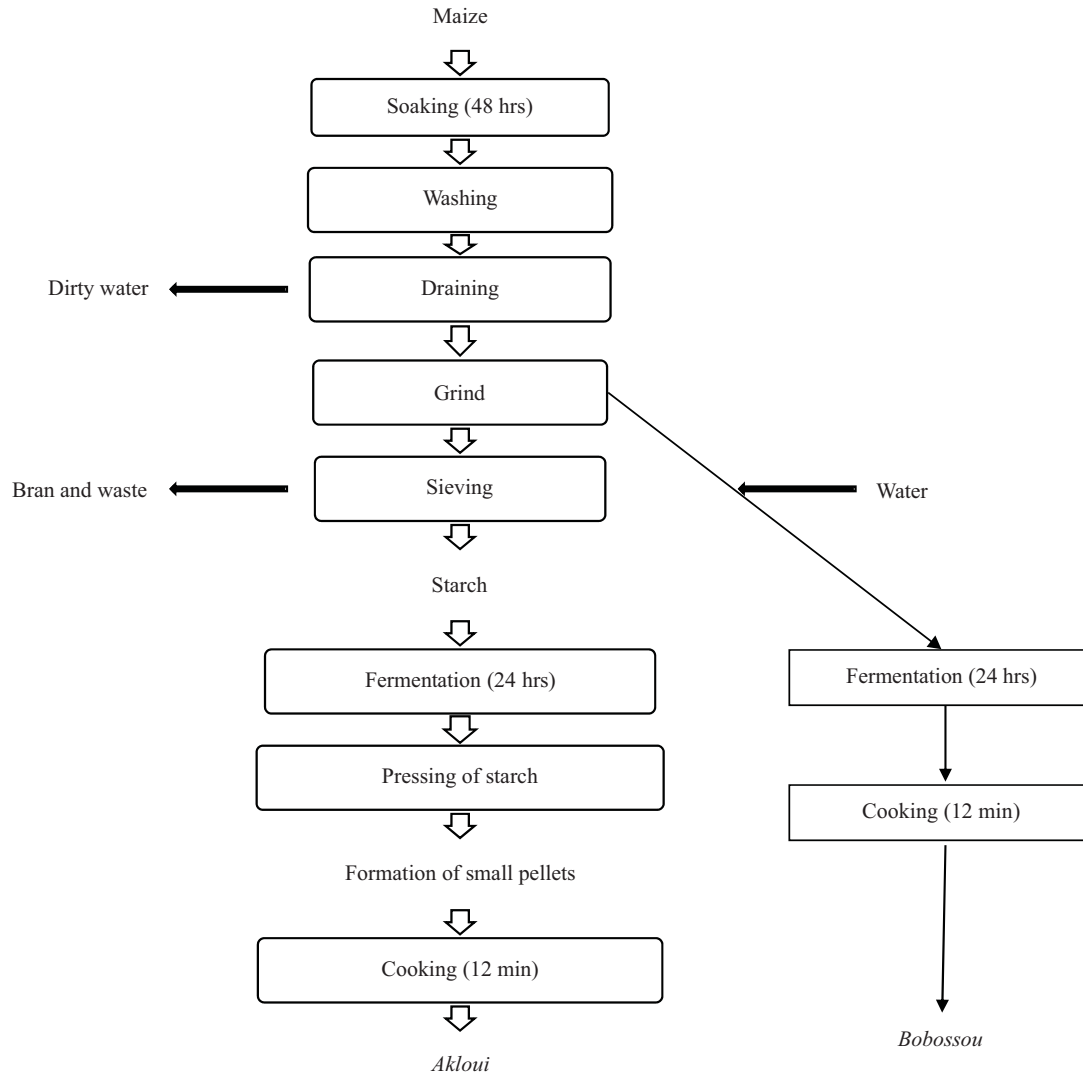 Maize
Soaking (48 hrs)
Washing
Dirty water
Draining
Grind
Bran and waste
Sieving
Water
Starch
Fermentation (24 hrs)
Fermentation (24 hrs)
Pressing of starch
Cooking (12 min)
Formation of small pellets
Cooking (12 min)
Bobossou
Akloui